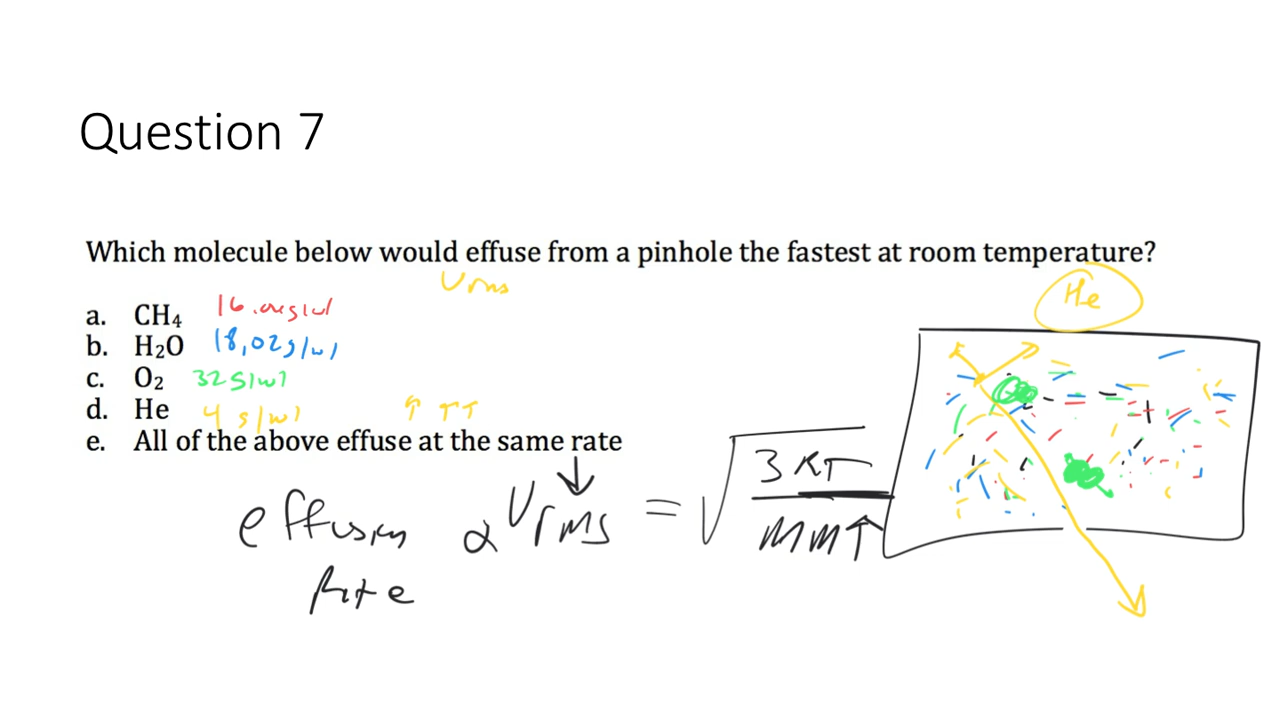 Question 7
Which molecule below would effuse from a pinhole the fastest at room temperature?
Vrms
He
a. CH4 16.04g/mol
b. H2O 18,02g/mol
c. O2 32g/mol
d. He 4 g/mol ↑ ↑↑
e. All of the above effuse at the same rate
effusion rate α Vrms = √ 3RT / MM↑